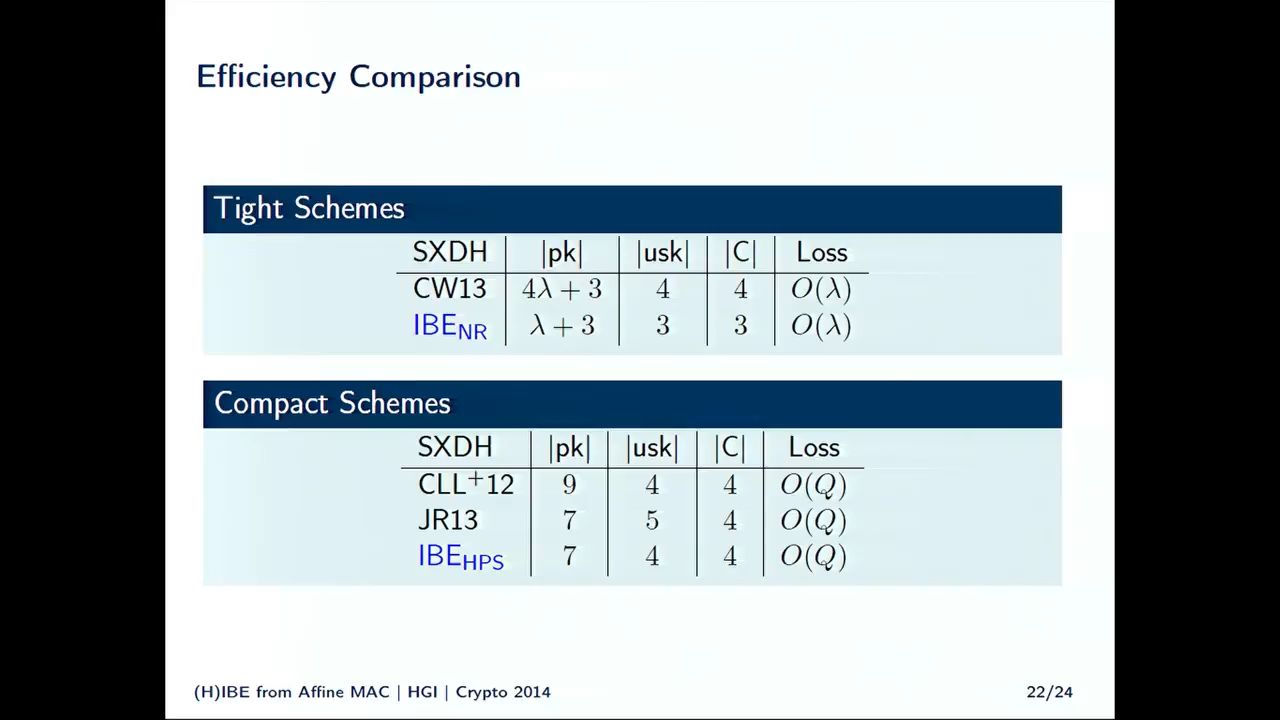 Efficiency Comparison
Tight Schemes
SXDH |pk| |usk| |C| Loss
CW13 4λ + 3 4 4 O(λ)
IBE_NR λ + 3 3 3 O(λ)
Compact Schemes
SXDH |pk| |usk| |C| Loss
CLL⁺12 9 4 4 O(Q)
JR13 7 5 4 O(Q)
IBE_HPS 7 4 4 O(Q)
(H)IBE from Affine MAC | HGI | Crypto 2014 22/24